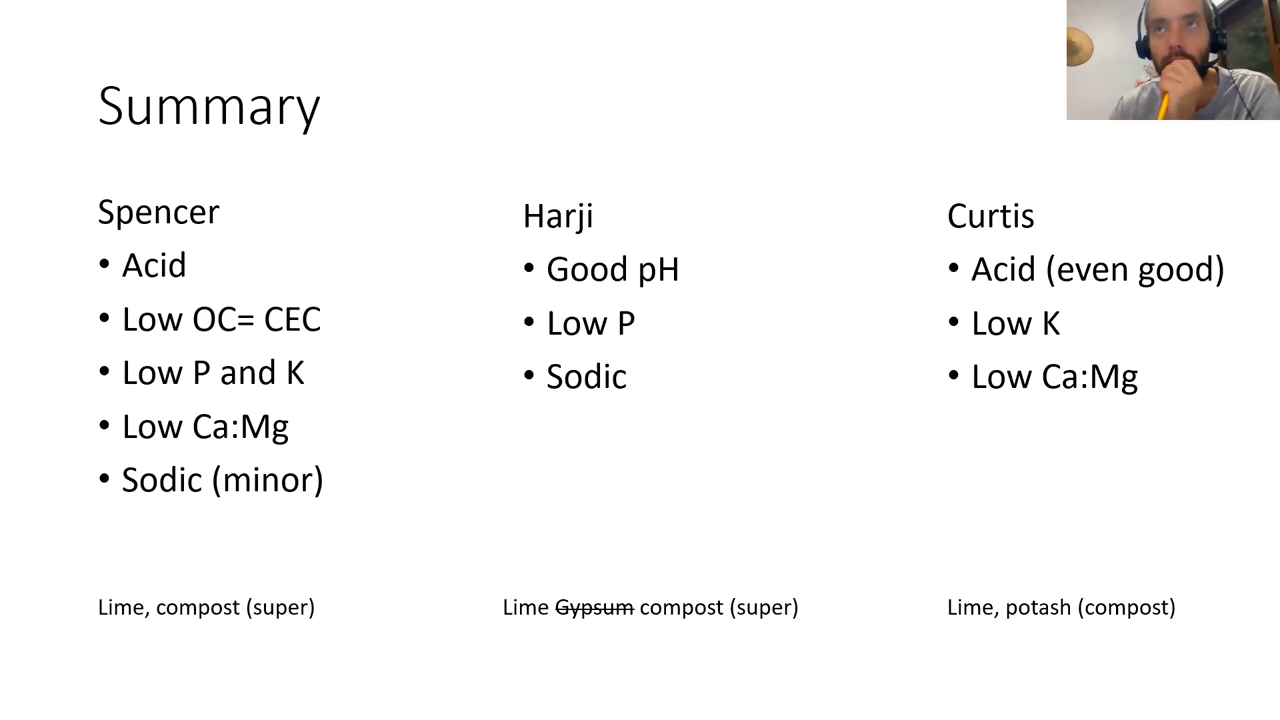 Summary
Spencer
• Acid
• Low OC= CEC
• Low P and K
• Low Ca:Mg
• Sodic (minor)
Lime, compost (super)
Harji
• Good pH
• Low P
• Sodic
Lime Gypsum compost (super)
Curtis
• Acid (even good)
• Low K
• Low Ca:Mg
Lime, potash (compost)